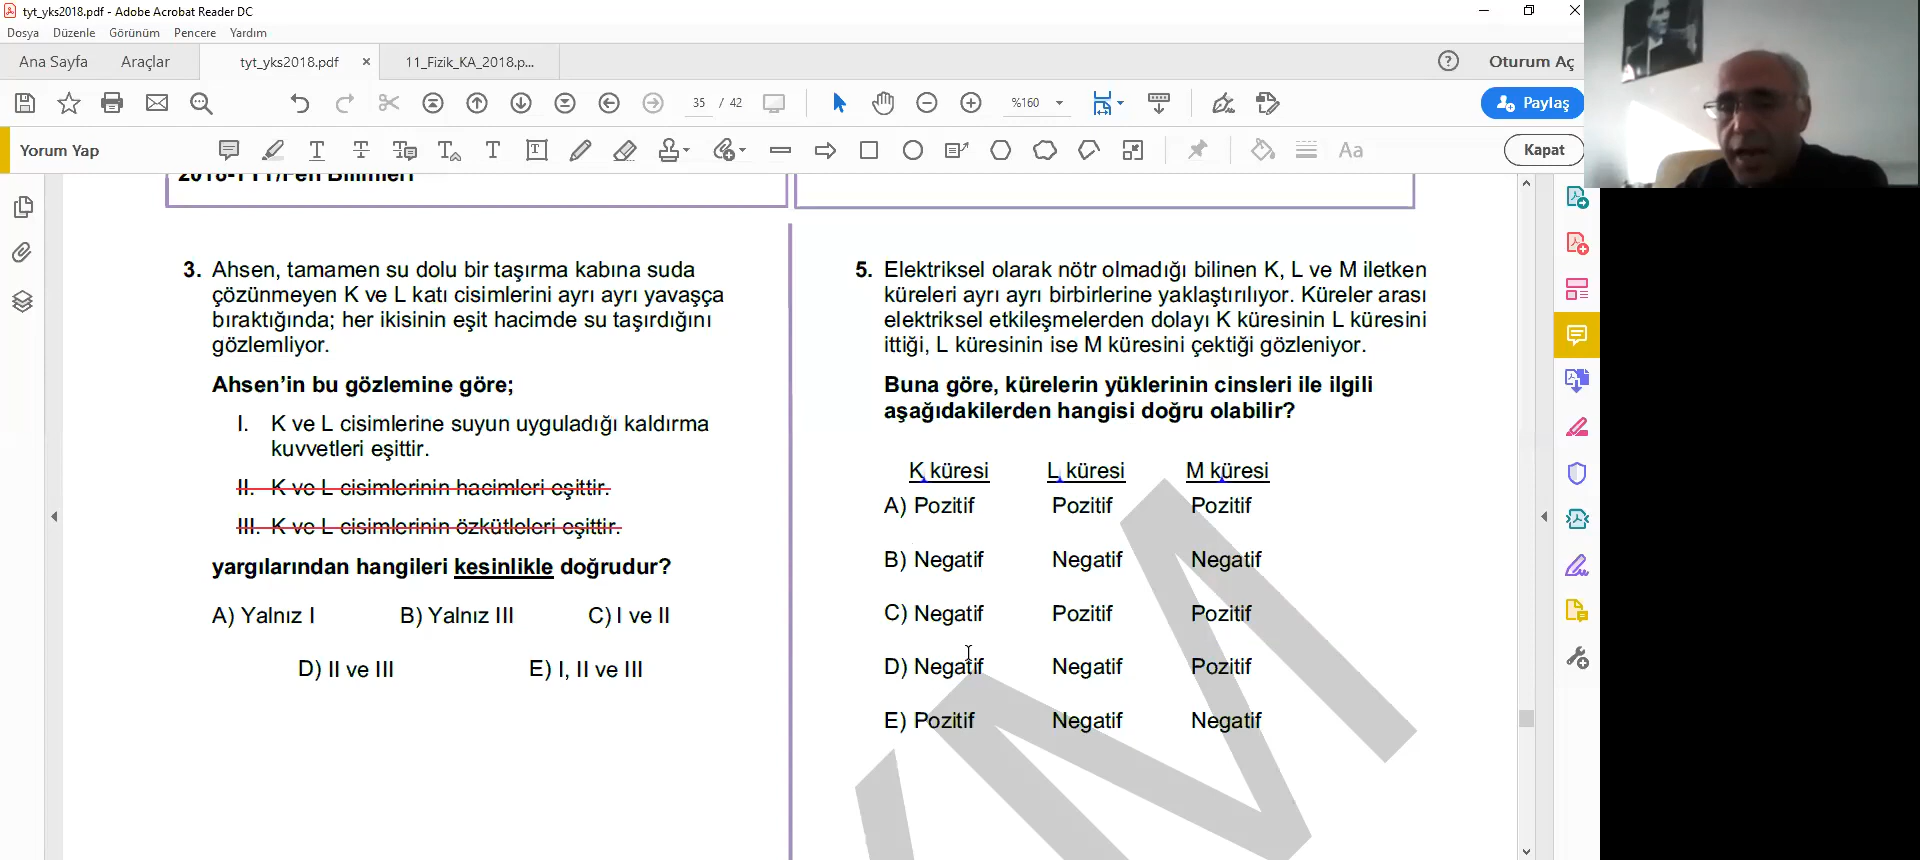 tyt_yks2018.pdf - Adobe Acrobat Reader DC
Dosya Düzenle Görünüm Pencere Yardım
Ana Sayfa Araçlar tyt_yks2018.pdf × 11_Fizik_KA_2018.p... ? Oturum Aç
35 / 42 %160 Paylaş
Yorum Yap Kapat
2018-TYT/Fen Bilimleri
3. Ahsen, tamamen su dolu bir taşırma kabına suda
çözünmeyen K ve L katı cisimlerini ayrı ayrı yavaşça
bıraktığında; her ikisinin eşit hacimde su taşırdığını
gözlemliyor.
Ahsen’in bu gözlemine göre;
I. K ve L cisimlerine suyun uyguladığı kaldırma
kuvvetleri eşittir.
II. K ve L cisimlerinin hacimleri eşittir.
III. K ve L cisimlerinin özkütleleri eşittir.
yargılarından hangileri kesinlikle doğrudur?
A) Yalnız I B) Yalnız III C) I ve II
D) II ve III E) I, II ve III
5. Elektriksel olarak nötr olmadığı bilinen K, L ve M iletken
küreleri ayrı ayrı birbirlerine yaklaştırılıyor. Küreler arası
elektriksel etkileşmelerden dolayı K küresinin L küresini
ittiği, L küresinin ise M küresini çektiği gözleniyor.
Buna göre, kürelerin yüklerinin cinsleri ile ilgili
aşağıdakilerden hangisi doğru olabilir?
K küresi L küresi M küresi
A) Pozitif Pozitif Pozitif
B) Negatif Negatif Negatif
C) Negatif Pozitif Pozitif
D) Negatif Negatif Pozitif
E) Pozitif Negatif Negatif